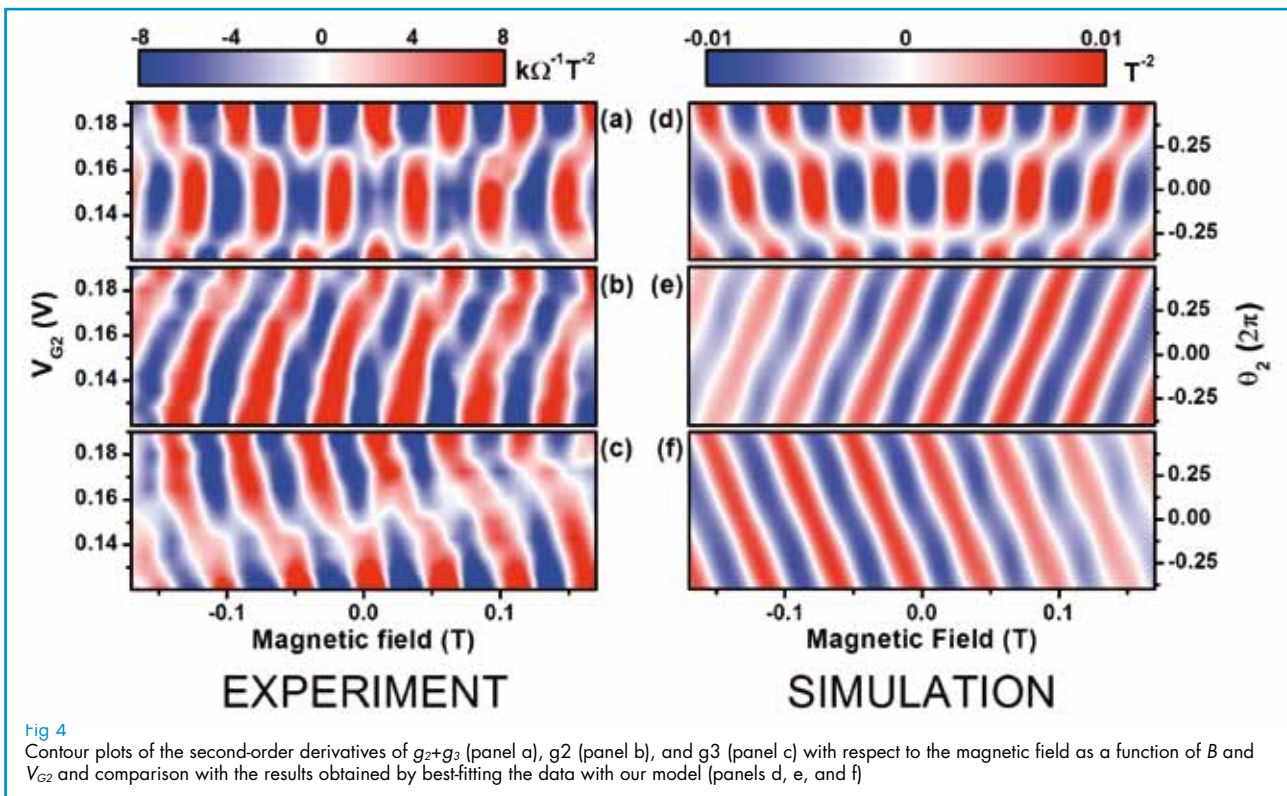 -8 -4 0 4 8
kΩ⁻¹T⁻²
-0.01 0 0.01
T⁻²
0.18
0.16
0.14
(a)
(d)
0.25
0.00
-0.25
0.18
0.16
0.14
(b)
(e)
0.25
0.00
-0.25
0.18
0.16
0.14
(c)
(f)
0.25
0.00
-0.25
V_G2 (V)
θ₂ (2π)
-0.1 0.0 0.1
Magnetic field (T)
-0.1 0.0 0.1
Magnetic Field (T)
EXPERIMENT
SIMULATION
Fig 4
Contour plots of the second-order derivatives of g₂+g₃ (panel a), g2 (panel b), and g3 (panel c) with respect to the magnetic field as a function of B and
V_G2 and comparison with the results obtained by best-fitting the data with our model (panels d, e, and f)